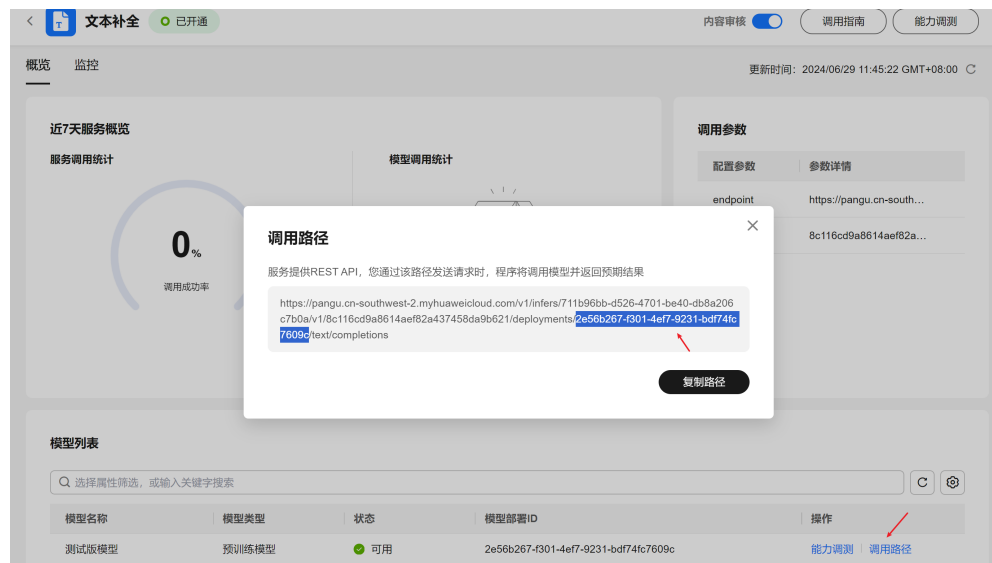 文本补全
已开通
内容审核
调用指南
能力调测
概览
监控
更新时间：2024/06/29 11:45:22 GMT+08:00
近7天服务概览
服务调用统计
模型调用统计
0%
调用成功率
调用参数
配置参数
参数详情
endpoint
https://pangu.cn-south...
8c116cd9a8614aef82a...
调用路径
服务提供REST API，您通过该路径发送请求时，程序将调用模型并返回预期结果
https://pangu.cn-southwest-2.myhuaweicloud.com/v1/infers/711b96bb-d526-4701-be40-db8a206
c7b0a/v1/8c116cd9a8614aef82a437458da9b621/deployments/2e56b267-f301-4ef7-9231-bdf74fc
7609c/text/completions
复制路径
模型列表
选择属性筛选，或输入关键字搜索
模型名称
模型类型
状态
模型部署ID
操作
测试版模型
预训练模型
可用
2e56b267-f301-4ef7-9231-bdf74fc7609c
能力调测
调用路径